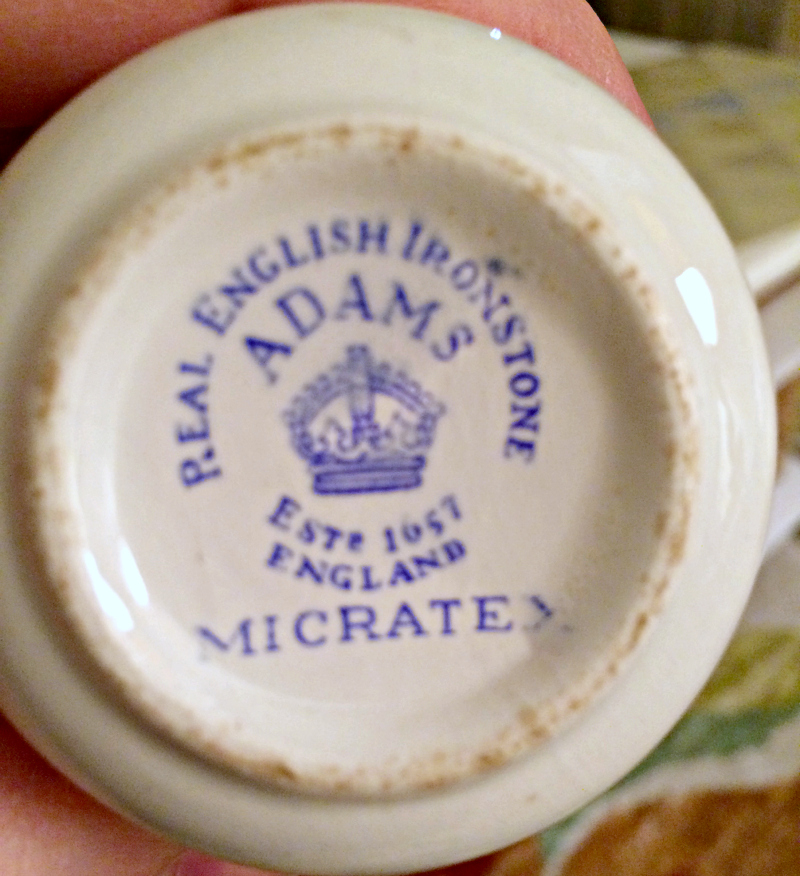 REAL ENGLISH IRONSTONE
ADAMS
ESTD 1657
ENGLAND
MICRATEX